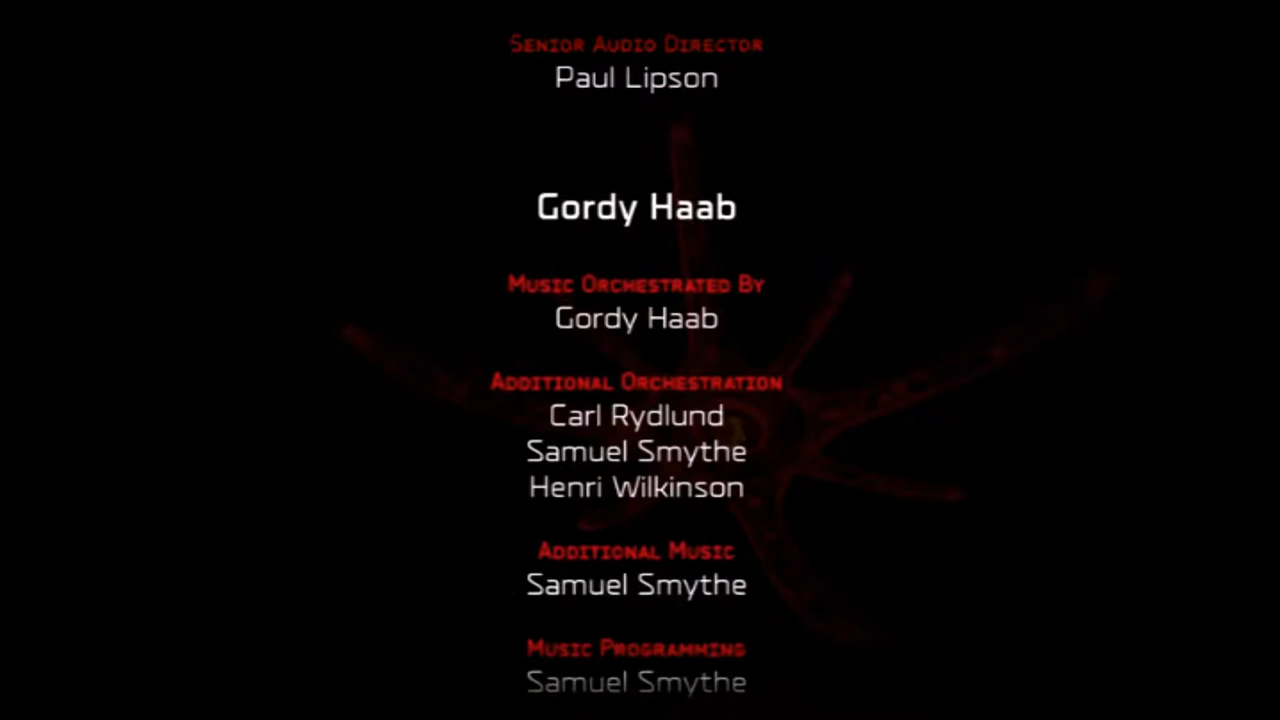 Senior Audio Director
Paul Lipson
Gordy Haab
Music Orchestrated By
Gordy Haab
Additional Orchestration
Carl Rydlund
Samuel Smythe
Henri Wilkinson
Additional Music
Samuel Smythe
Music Programming
Samuel Smythe